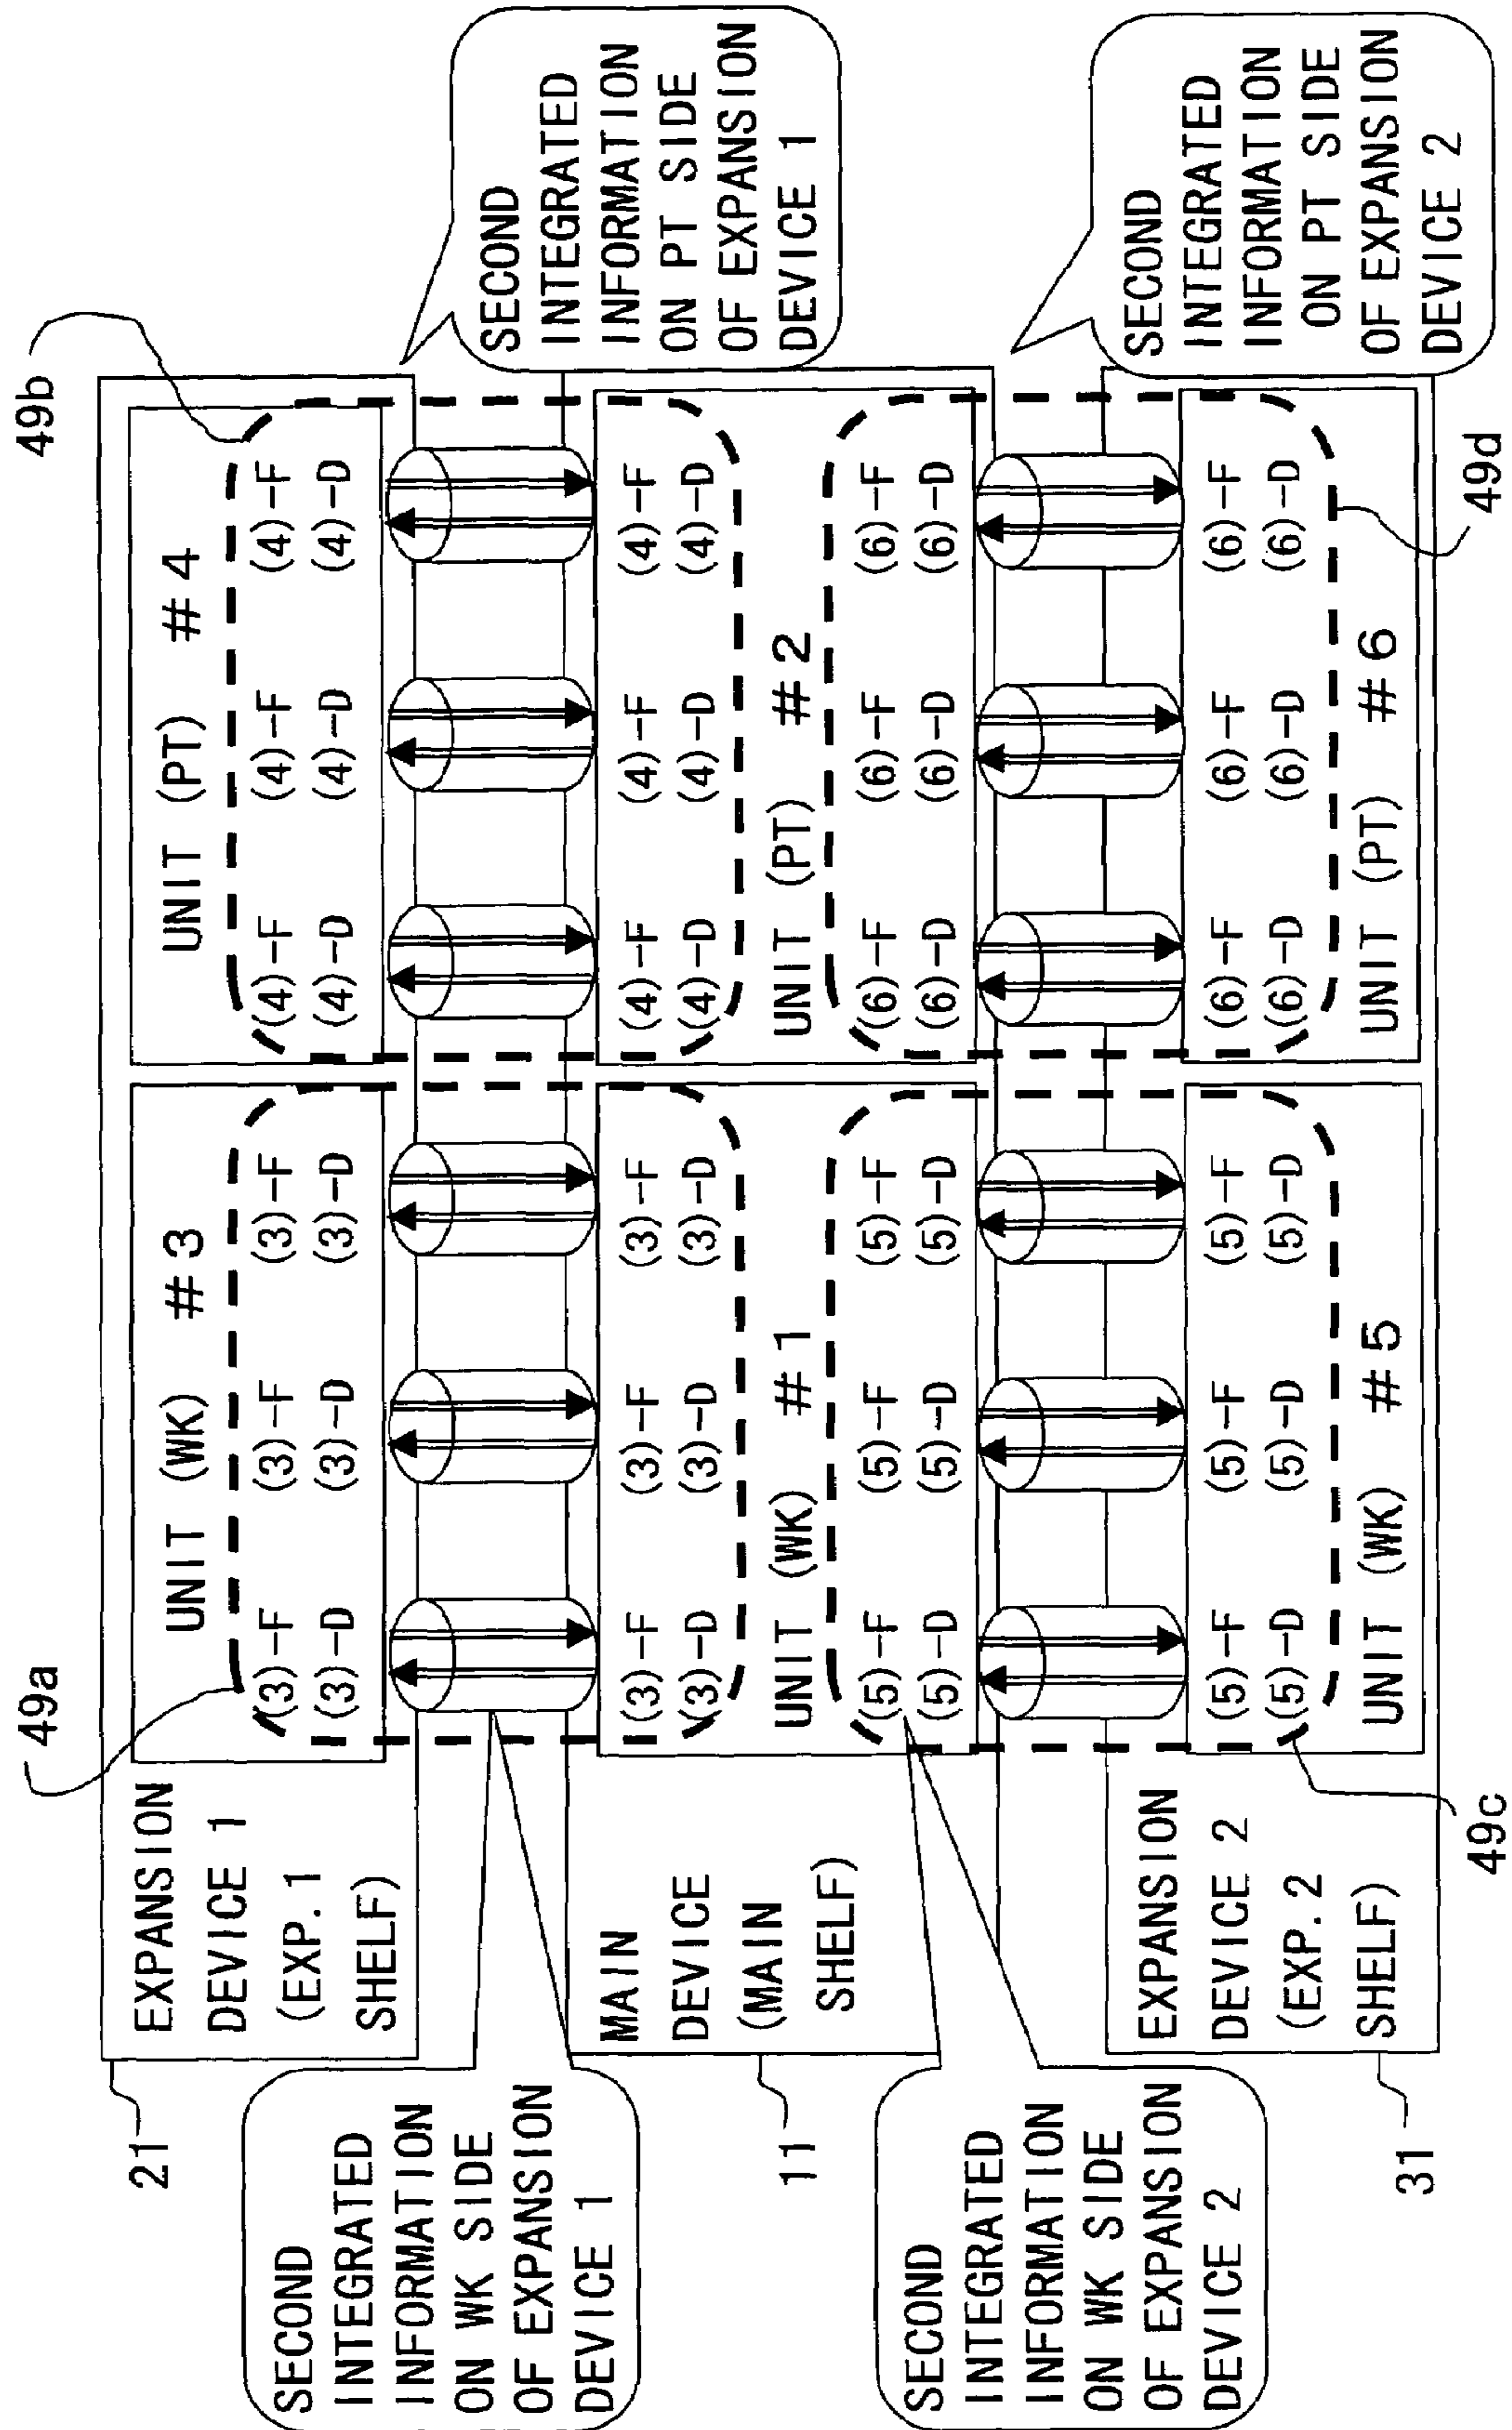 49a
49b
21
EXPANSION
DEVICE 1
(EXP.1
SHELF)
UNIT (WK) #3
(3)-F (3)-F (3)-F
(3)-D (3)-D (3)-D
UNIT (PT) #4
(4)-F (4)-F (4)-F
(4)-D (4)-D (4)-D
SECOND
INTEGRATED
INFORMATION
ON WK SIDE
OF EXPANSION
DEVICE 1
SECOND
INTEGRATED
INFORMATION
ON PT SIDE
OF EXPANSION
DEVICE 1
11
MAIN
DEVICE
(MAIN
SHELF)
(3)-F (3)-F (3)-F
(3)-D (3)-D (3)-D
UNIT (WK) #1
(5)-F (5)-F (5)-F
(5)-D (5)-D (5)-D
(4)-F (4)-F (4)-F
(4)-D (4)-D (4)-D
UNIT (PT) #2
(6)-F (6)-F (6)-F
(6)-D (6)-D (6)-D
SECOND
INTEGRATED
INFORMATION
ON WK SIDE
OF EXPANSION
DEVICE 2
SECOND
INTEGRATED
INFORMATION
ON PT SIDE
OF EXPANSION
DEVICE 2
31
EXPANSION
DEVICE 2
(EXP.2
SHELF)
(5)-F (5)-F (5)-F
(5)-D (5)-D (5)-D
UNIT (WK) #5
(6)-F (6)-F (6)-F
(6)-D (6)-D (6)-D
UNIT (PT) #6
49c
49d